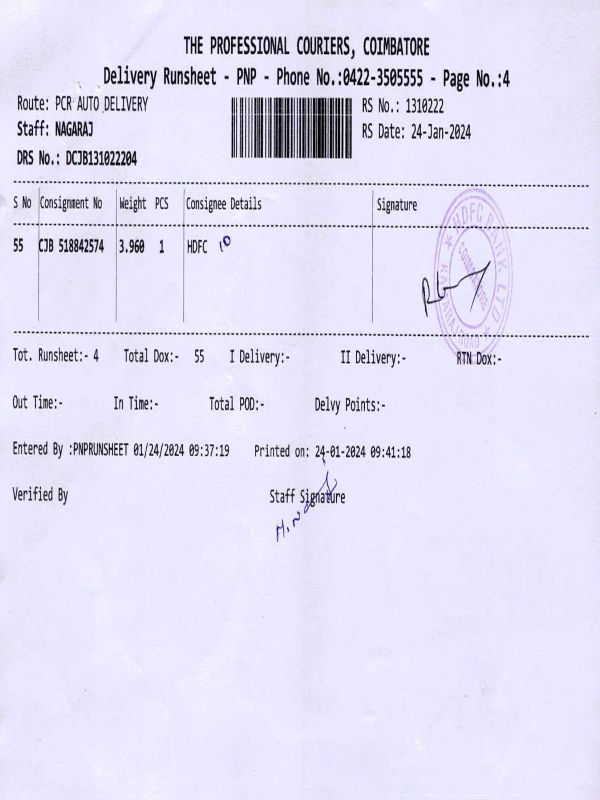 THE PROFESSIONAL COURIERS, COIMBATORE
Delivery Runsheet - PNP - Phone No.:0422-3505555 - Page No.:4
Route: PCR AUTO DELIVERY
RS No.: 1310222
Staff: NAGARAJ
RS Date: 24-Jan-2024
DRS No.: DCJB131022204
S No Consignment No Weight PCS Consignee Details Signature
55 CJB 518842574 3.960 1 HDFC 10
HDFC BANK LTD
COIMBATORE
Tot. Runsheet:- 4 Total Dox:- 55 I Delivery:- II Delivery:- RTN Dox:-
Out Time:- In Time:- Total POD:- Delvy Points:-
Entered By :PNPRUNSHEET 01/24/2024 09:37:19 Printed on: 24-01-2024 09:41:18
Verified By Staff Signature